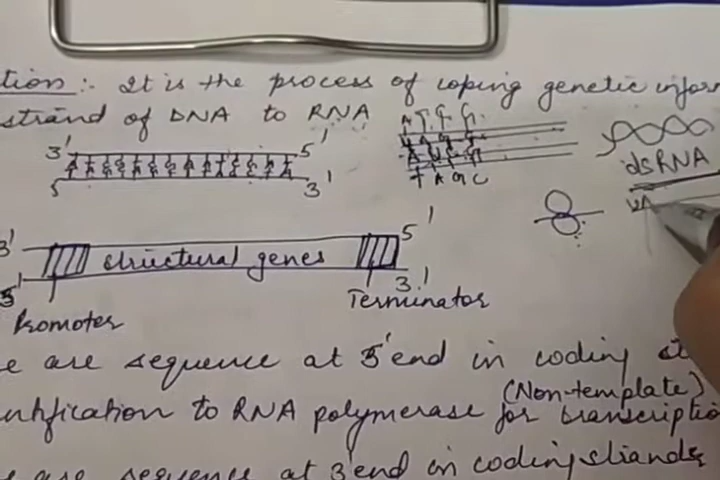 tion :- It is the process of coping genetic infor
strand of DNA to RNA
3' 5'
5 3'
A T G G
T A G C
dsRNA
3' 5'
structural genes
5' 3'
Promoter Terminator
e are sequence at 5' end in coding st
(Non-template)
ntification to RNA polymerase for transcriptio
e are sequence at 3' end in coding strands